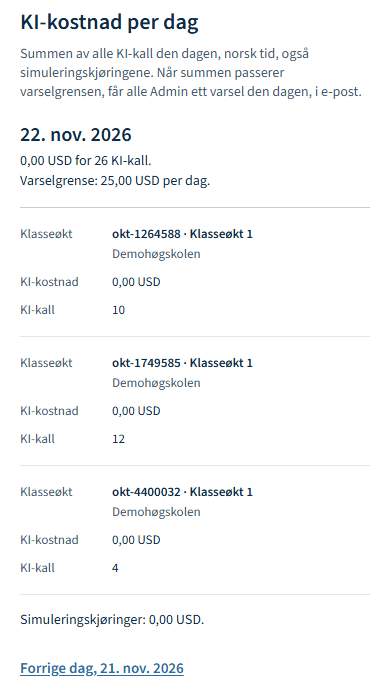 KI-kostnad per dag
Summen av alle KI-kall den dagen, norsk tid, også
simuleringskjøringene. Når summen passerer
varselgrensen, får alle Admin ett varsel den dagen, i e-post.
22. nov. 2026
0,00 USD for 26 KI-kall.
Varselgrense: 25,00 USD per dag.
Klasseøkt okt-1264588 · Klasseøkt 1
Demohøgskolen
KI-kostnad 0,00 USD
KI-kall 10
Klasseøkt okt-1749585 · Klasseøkt 1
Demohøgskolen
KI-kostnad 0,00 USD
KI-kall 12
Klasseøkt okt-4400032 · Klasseøkt 1
Demohøgskolen
KI-kostnad 0,00 USD
KI-kall 4
Simuleringskjøringer: 0,00 USD.
Forrige dag, 21. nov. 2026